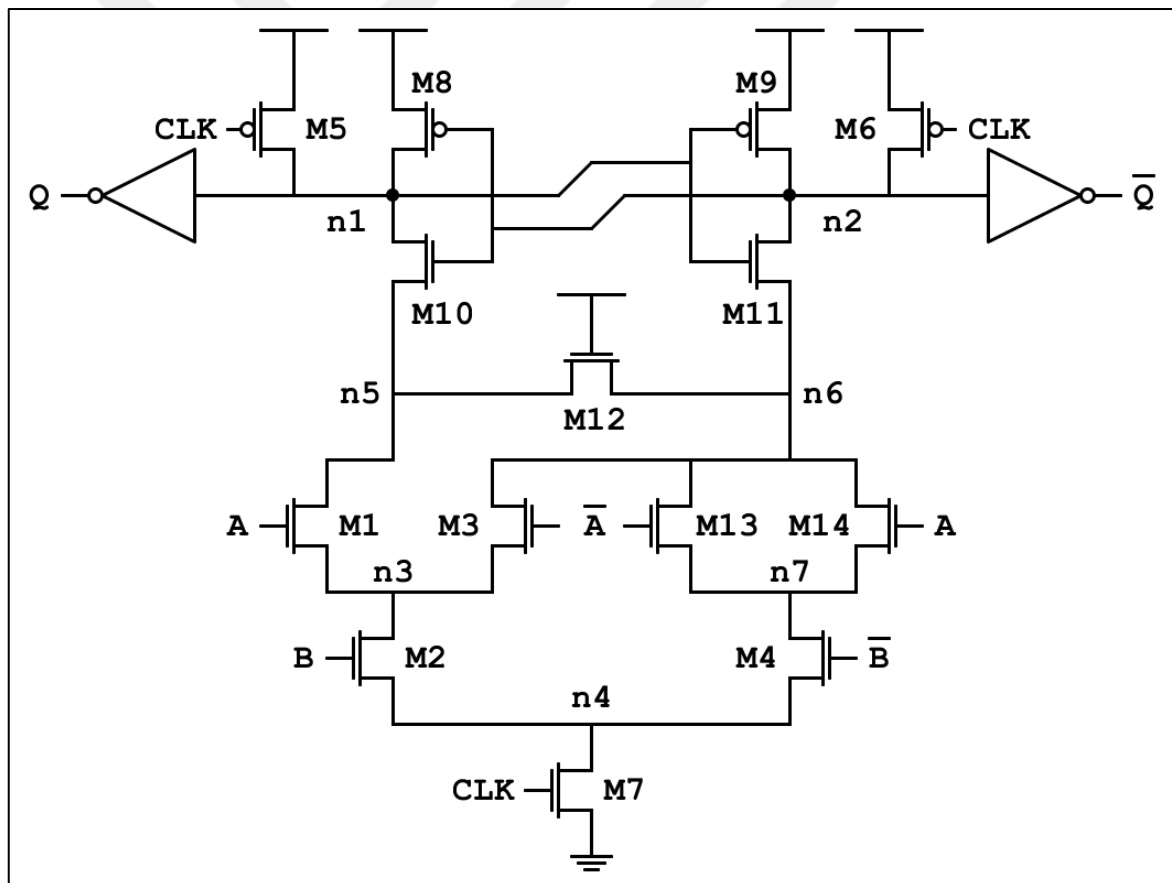 M8 M9
CLK M5 M6 CLK
Q n1 n2 Q̅
M10 M11
n5 M12 n6
A M1 M3 A̅ M13 M14 A
n3 n7
B M2 M4 B̅
n4
CLK M7